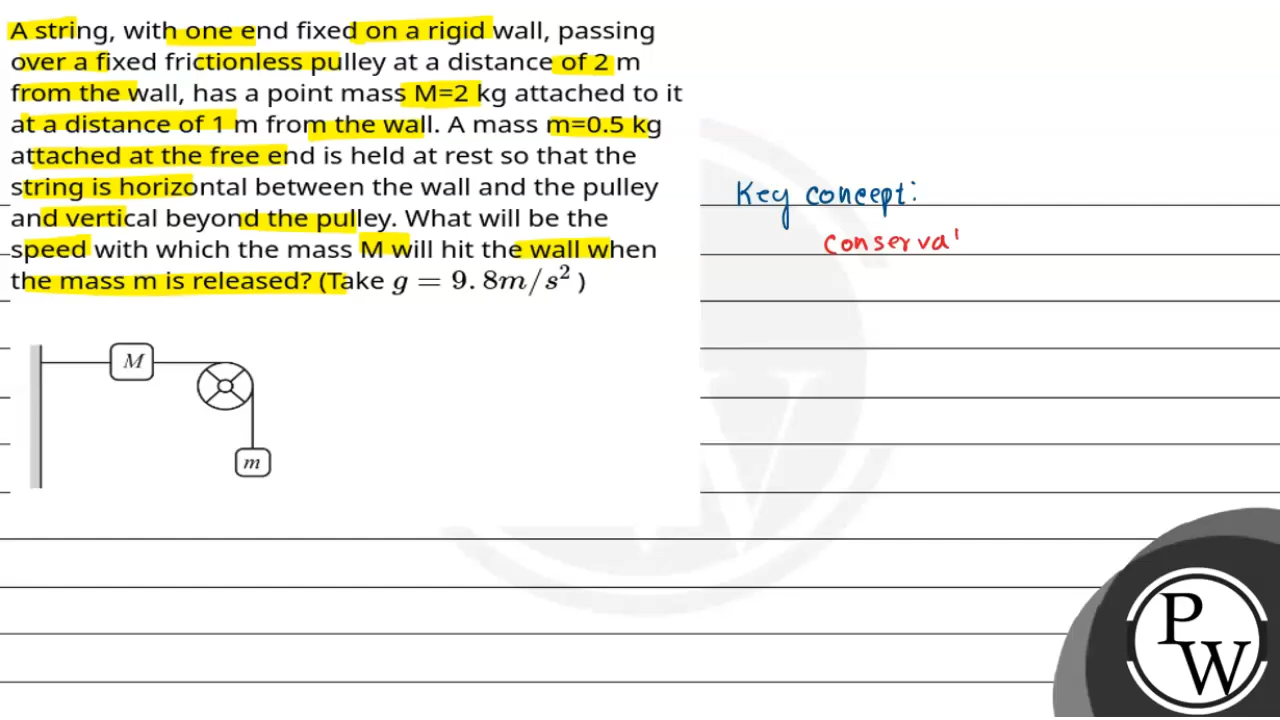 A string, with one end fixed on a rigid wall, passing
over a fixed frictionless pulley at a distance of 2 m
from the wall, has a point mass M=2 kg attached to it
at a distance of 1 m from the wall. A mass m=0.5 kg
attached at the free end is held at rest so that the
string is horizontal between the wall and the pulley
and vertical beyond the pulley. What will be the
speed with which the mass M will hit the wall when
the mass m is released? (Take g = 9. 8m/s² )
M
m
Key concept:
conserva
P
W